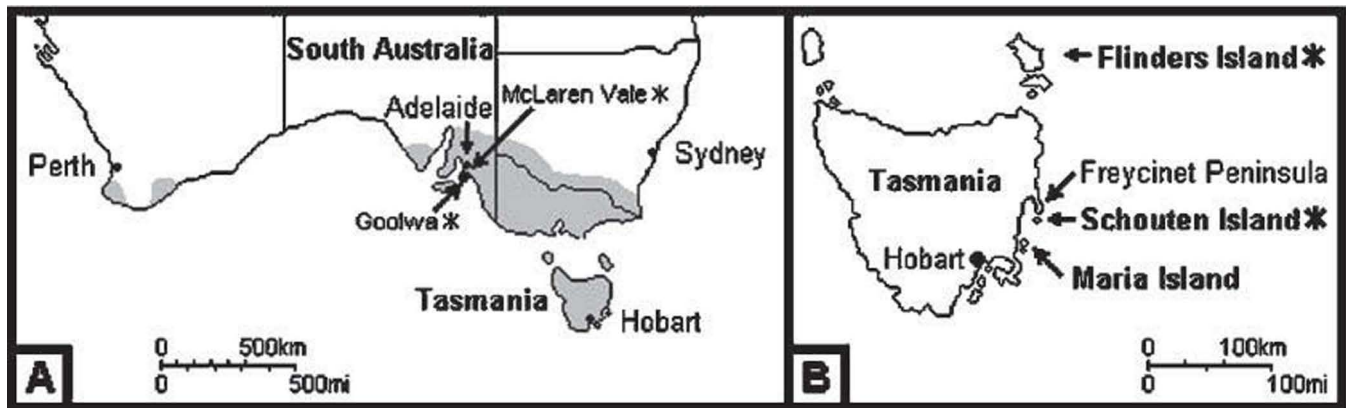 South Australia
McLaren Vale *
Adelaide
Perth
Sydney
Goolwa *
Tasmania
Hobart
0 500km
0 500mi
A
Flinders Island *
Freycinet Peninsula
Tasmania
Schouten Island *
Hobart
Maria Island
0 100km
0 100mi
B